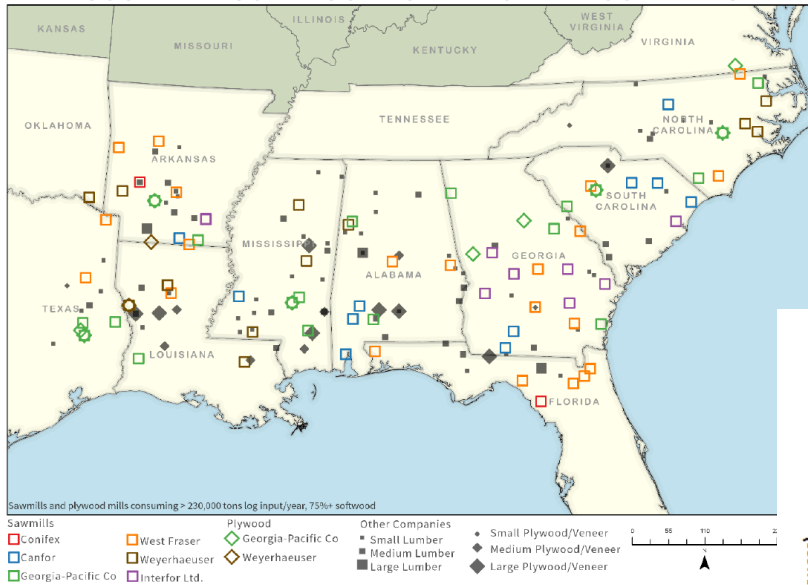 KANSAS
MISSOURI
ILLINOIS
KENTUCKY
WEST
VIRGINIA
VIRGINIA
OKLAHOMA
ARKANSAS
TENNESSEE
NORTH
CAROLINA
SOUTH
CAROLINA
MISSISSIPPI
ALABAMA
GEORGIA
TEXAS
LOUISIANA
FLORIDA
Sawmills and plywood mills consuming > 230,000 tons log input/year, 75%+ softwood
Sawmills
Conifex
Canfor
Georgia-Pacific Co
West Fraser
Weyerhaeuser
Interfor Ltd.
Plywood
Georgia-Pacific Co
Weyerhaeuser
Other Companies
Small Lumber
Medium Lumber
Large Lumber
Small Plywood/Veneer
Medium Plywood/Veneer
Large Plywood/Veneer
0 55 110